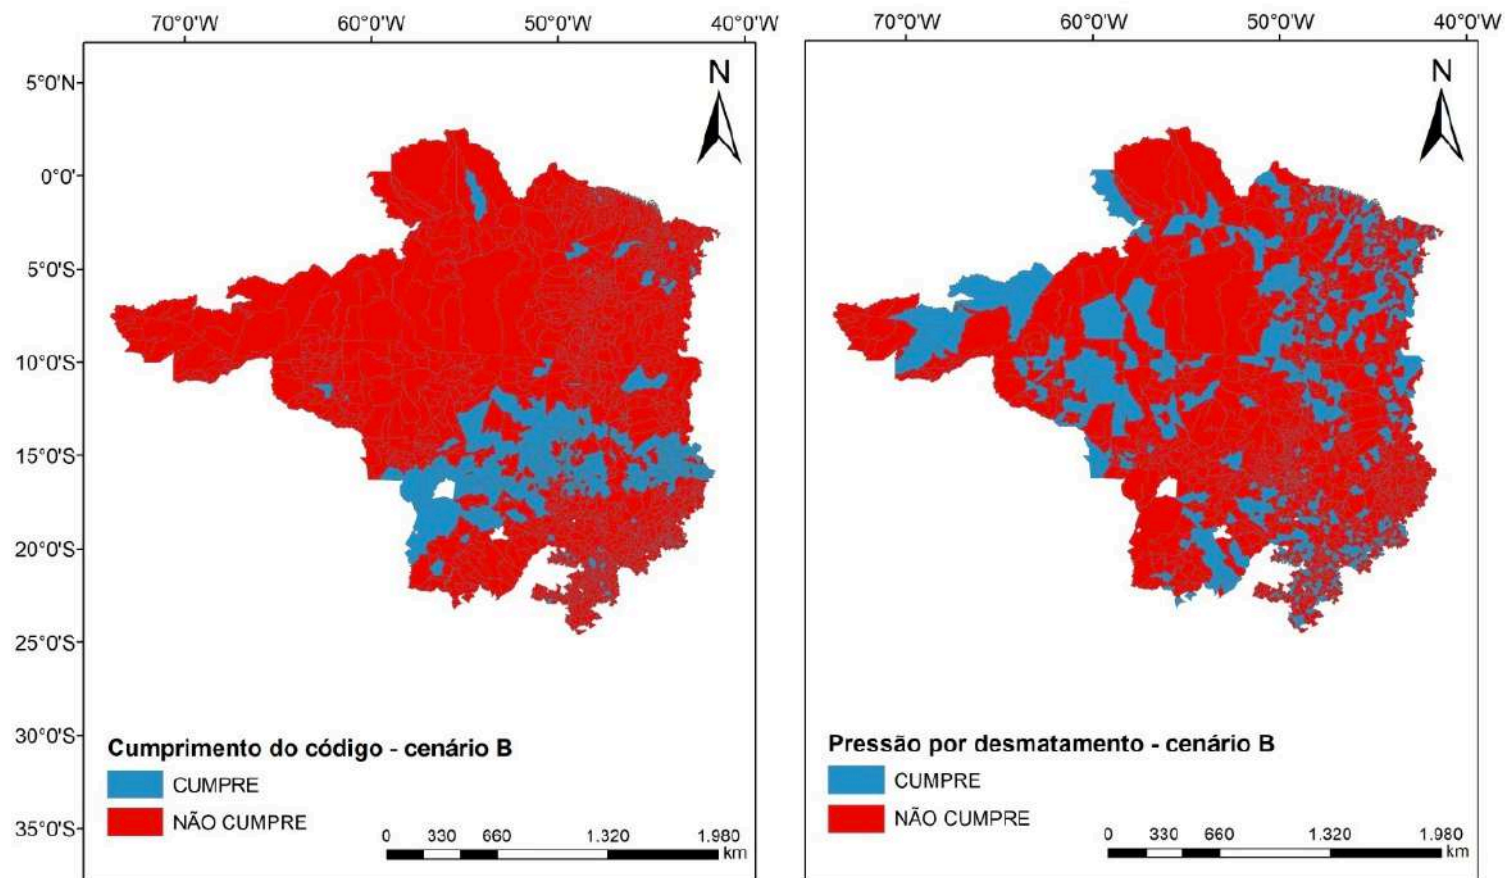 70°0'W 60°0'W 50°0'W 40°0'W
5°0'N
0°0'
5°0'S
10°0'S
15°0'S
20°0'S
25°0'S
30°0'S
35°0'S
N
Cumprimento do código - cenário B
CUMPRE
NÃO CUMPRE
0 330 660 1.320 1.980
km
70°0'W 60°0'W 50°0'W 40°0'W
N
Pressão por desmatamento - cenário B
CUMPRE
NÃO CUMPRE
0 330 660 1.320 1.980
km